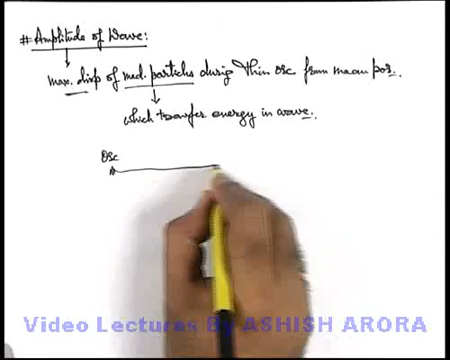 # Amplitude of Wave:
max. disp of med. particles during their osc from mean pos.
which transfer energy in wave.
osc
Video Lectures By ASHISH ARORA